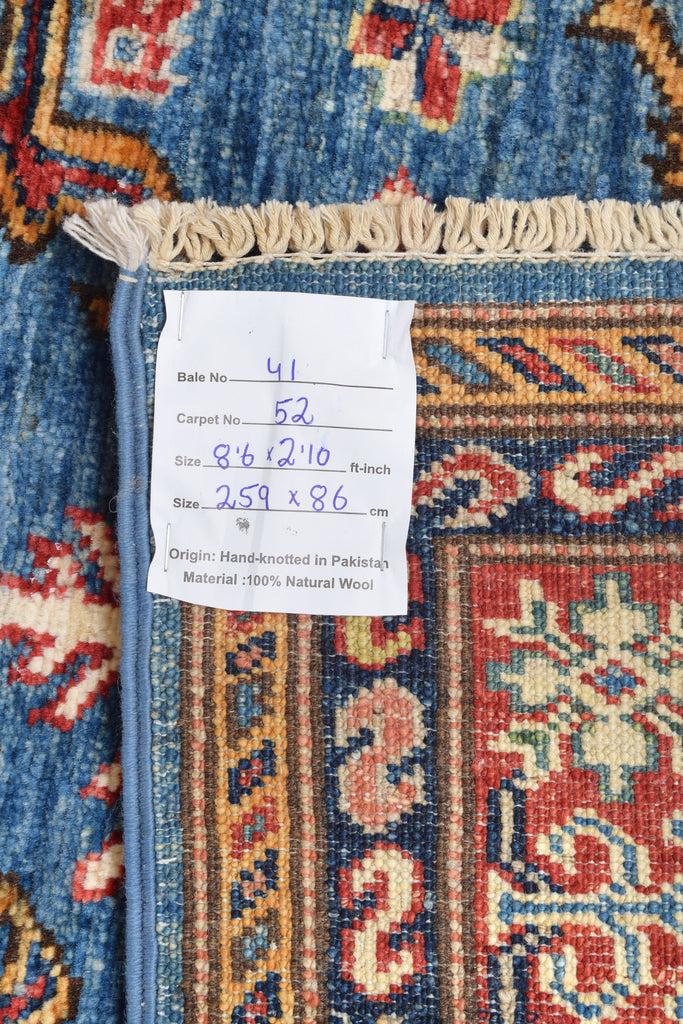 Bale No 41
Carpet No 52
Size 8'6 x 2'10 ft-inch
Size 259 x 86 cm
Origin: Hand-knotted in Pakistan
Material :100% Natural Wool